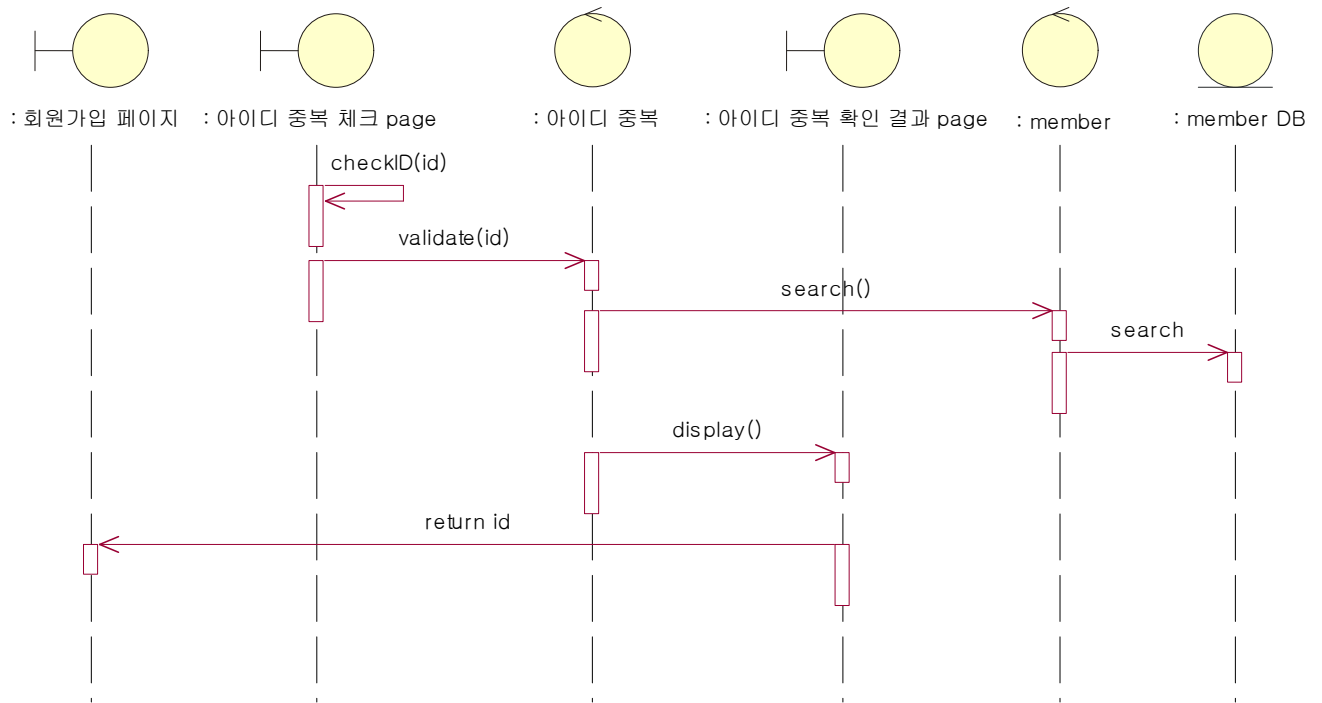 : 회원가입 페이지
: 아이디 중복 체크 page
: 아이디 중복
: 아이디 중복 확인 결과 page
: member
: member DB
checkID(id)
validate(id)
search()
search
display()
return id